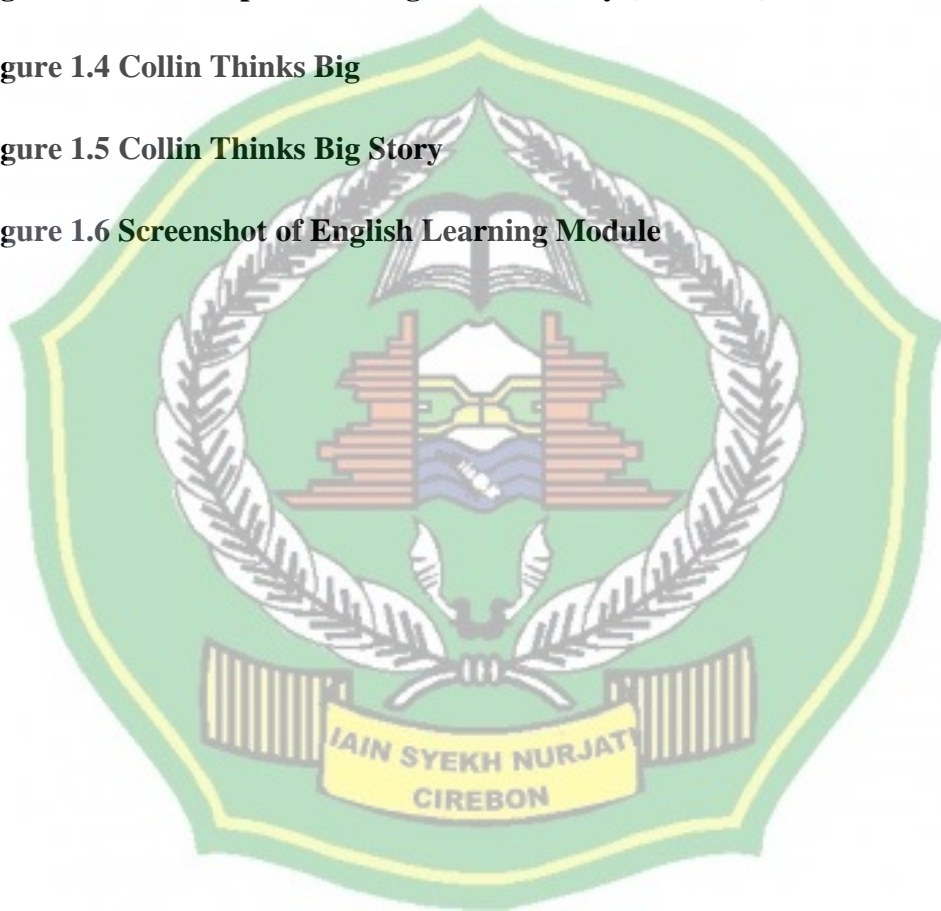 gure 1.4 Collin Thinks Big
gure 1.5 Collin Thinks Big Story
gure 1.6 Screenshot of English Learning Module
IAIN SYEKH NURJATI
CIREBON